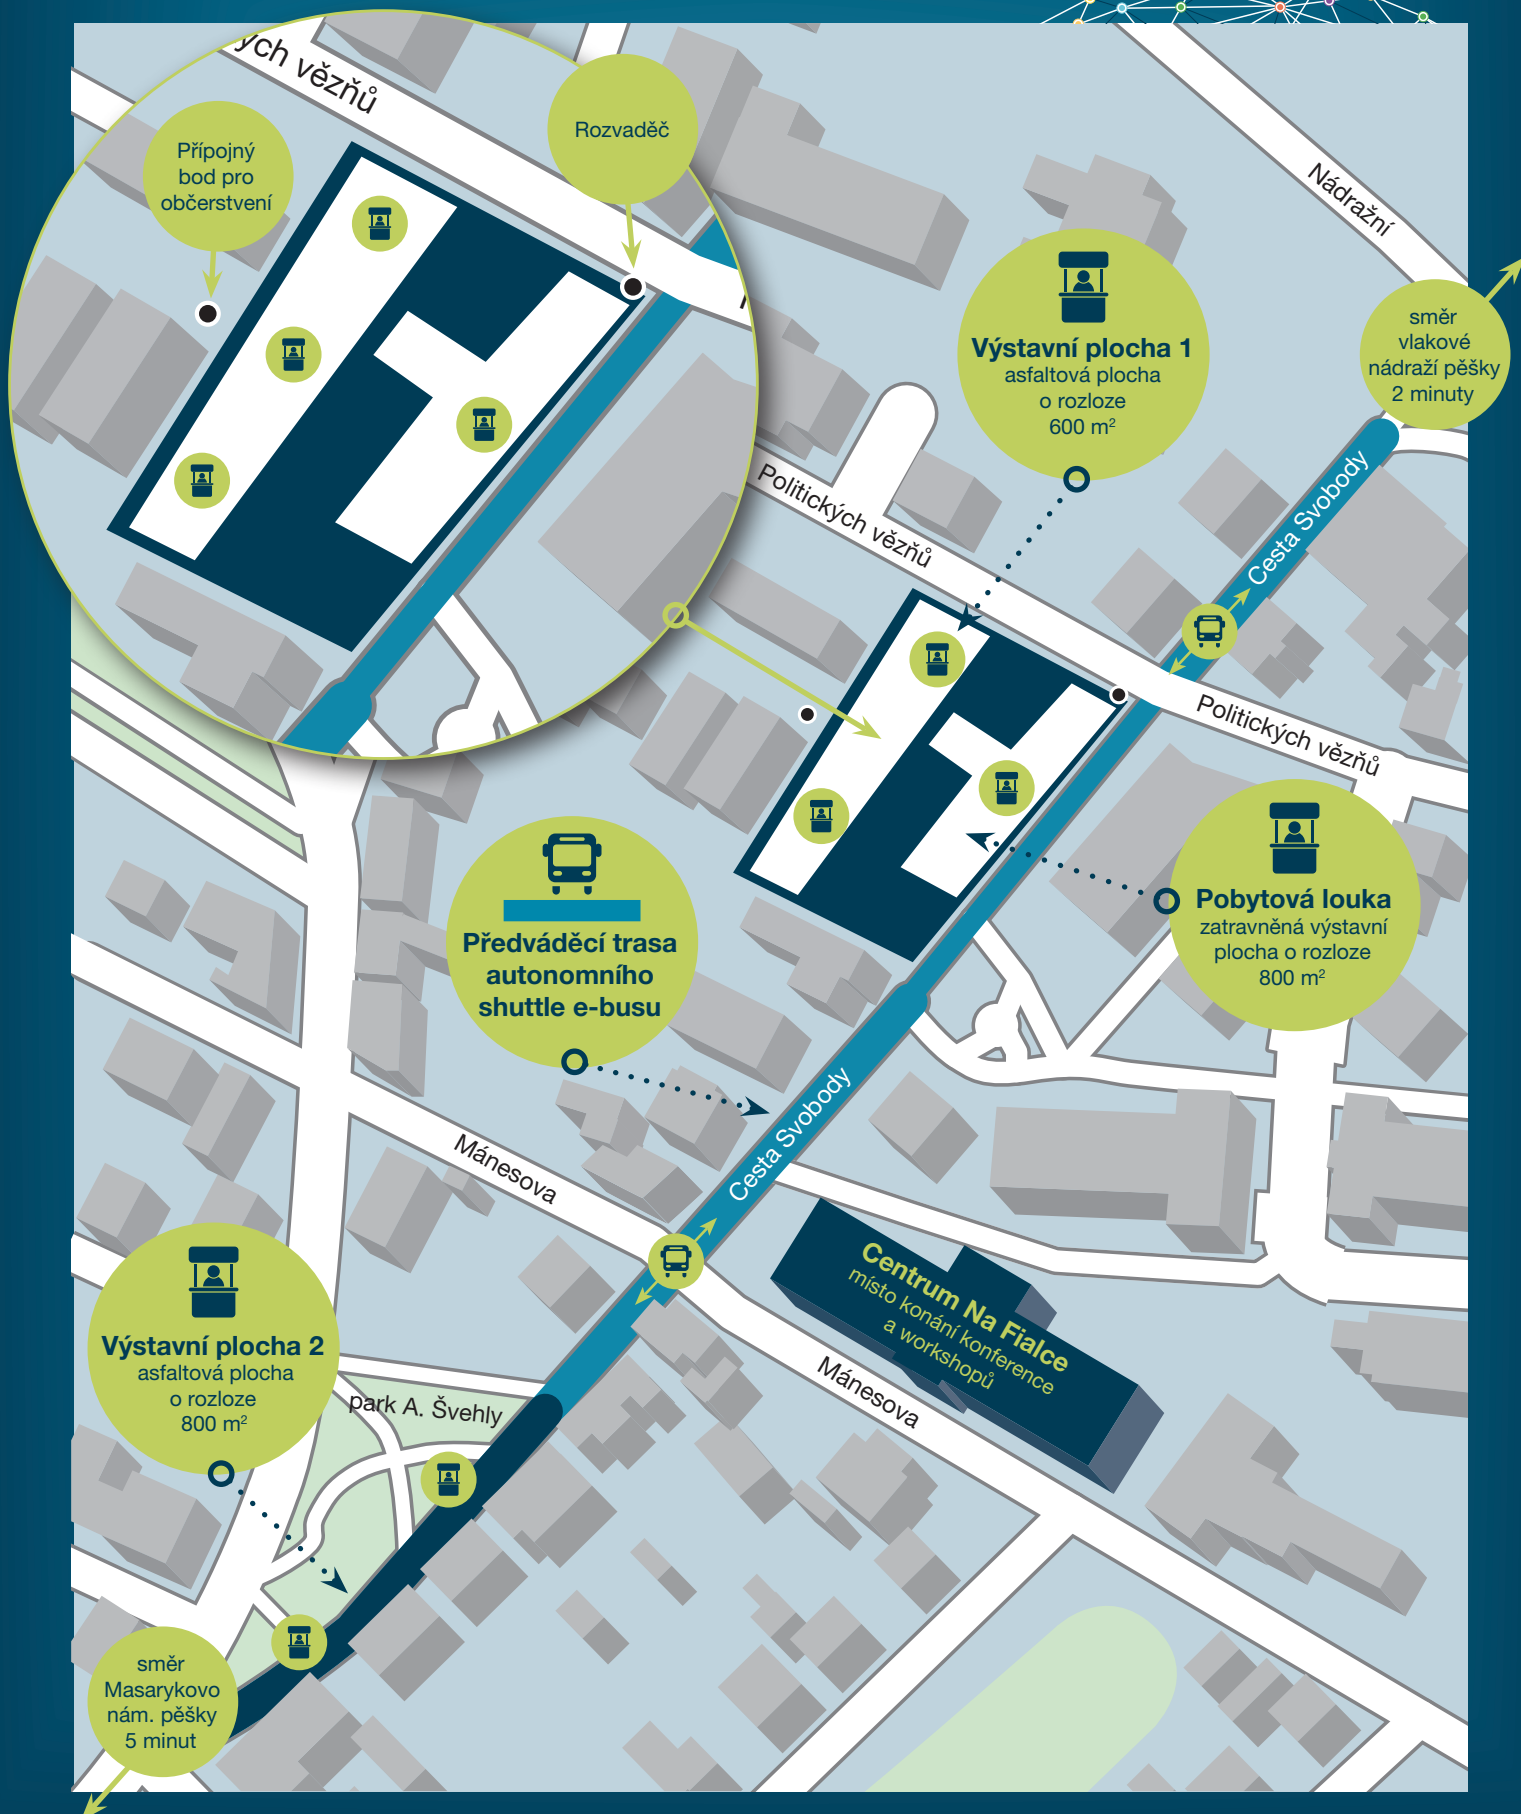 ých vězňů
Rozvaděč
Přípojný
bod pro
občerstvení
Nádražní
směr
vlakové
nádraží pěšky
2 minuty
Výstavní plocha 1
asfaltová plocha
o rozloze
600 m²
Politických vězňů
Cesta Svobody
Politických vězňů
Pobytová louka
zatravněná výstavní
plocha o rozloze
800 m²
Předváděcí trasa
autonomního
shuttle e-busu
Cesta Svobody
Mánesova
Centrum Na Fialce
místo konání konference
a workshopů
Mánesova
Výstavní plocha 2
asfaltová plocha
o rozloze
800 m²
park A. Švehly
směr
Masarykovo
nám. pěšky
5 minut